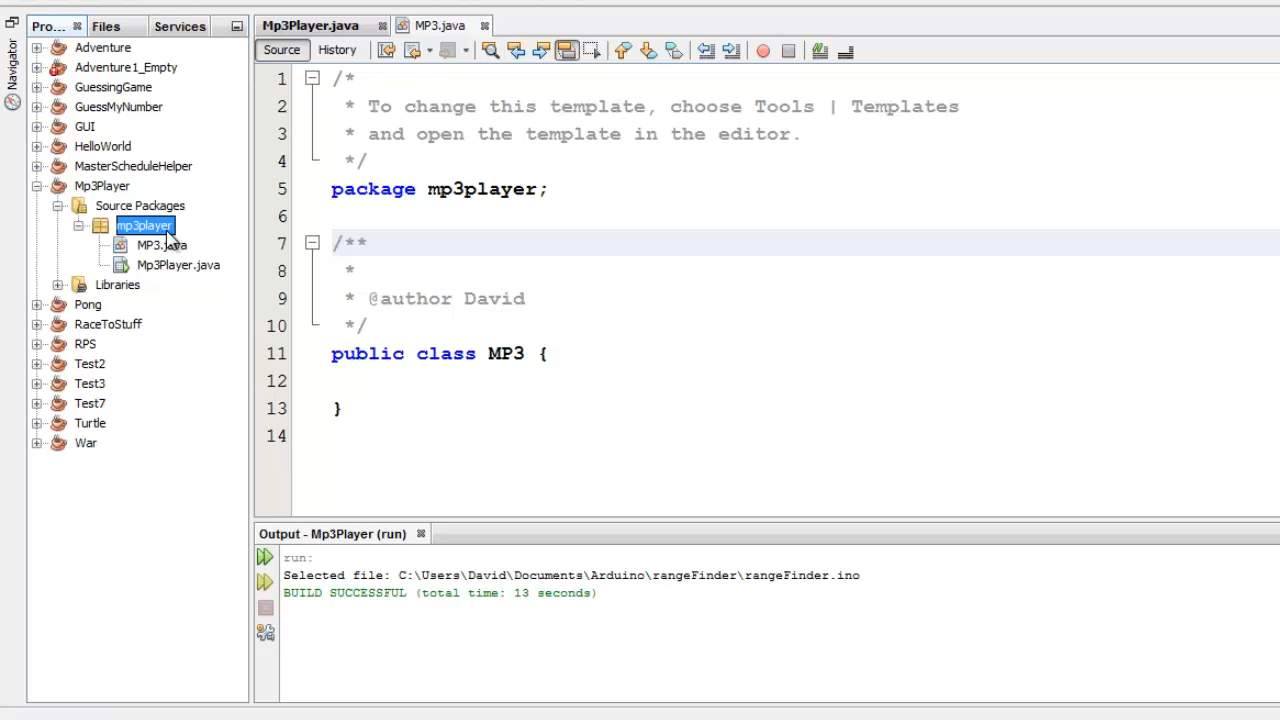 Pro... Files Services
Navigator
Adventure
Adventure1_Empty
GuessingGame
GuessMyNumber
GUI
HelloWorld
MasterScheduleHelper
Mp3Player
Source Packages
mp3player
MP3.java
Mp3Player.java
Libraries
Pong
RaceToStuff
RPS
Test2
Test3
Test7
Turtle
War
Mp3Player.java MP3.java
Source History
1 /*
2 * To change this template, choose Tools | Templates
3 * and open the template in the editor.
4 */
5 package mp3player;
6
7 /**
8 *
9 * @author David
10 */
11 public class MP3 {
12
13 }
14
Output - Mp3Player (run)
run:
Selected file: C:\Users\David\Documents\Arduino\rangeFinder\rangeFinder.ino
BUILD SUCCESSFUL (total time: 13 seconds)